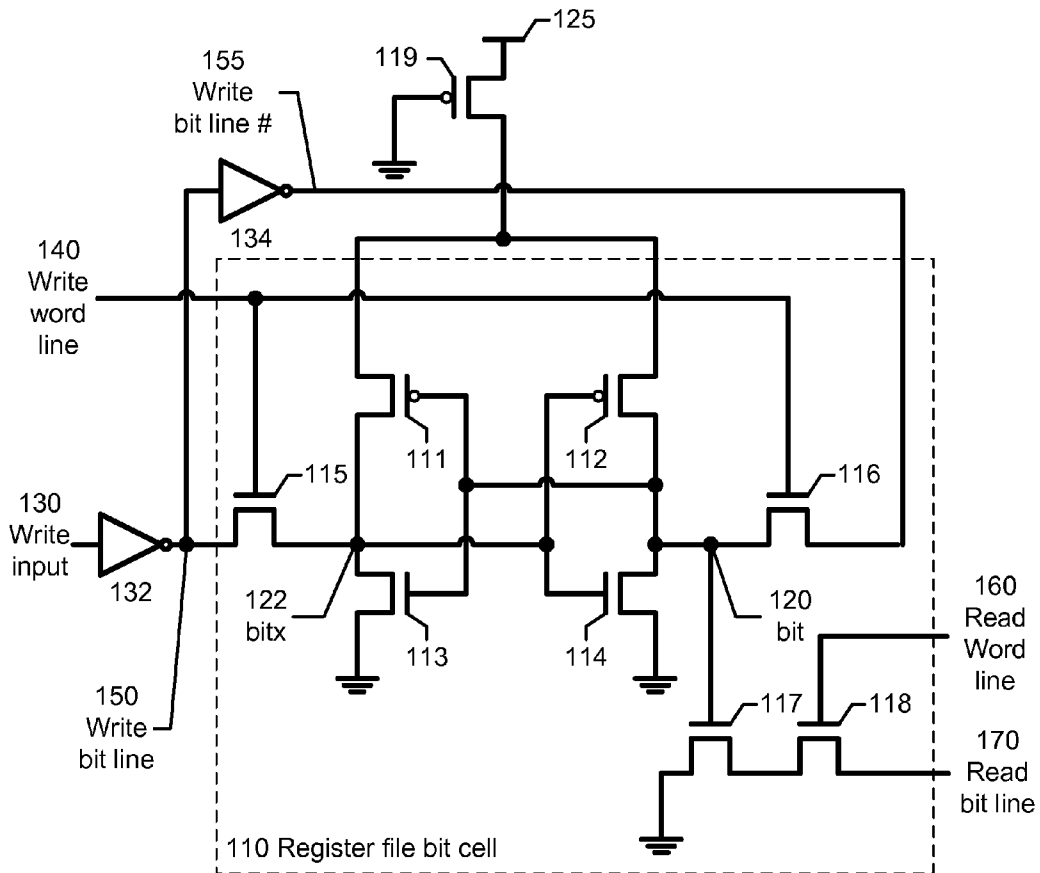 125
119
155
Write
bit line #
134
140
Write
word
line
111
112
115
116
130
Write
input
132
122
bitx
113
114
120
bit
160
Read
Word
line
150
Write
bit line
117
118
170
Read
bit line
110 Register file bit cell